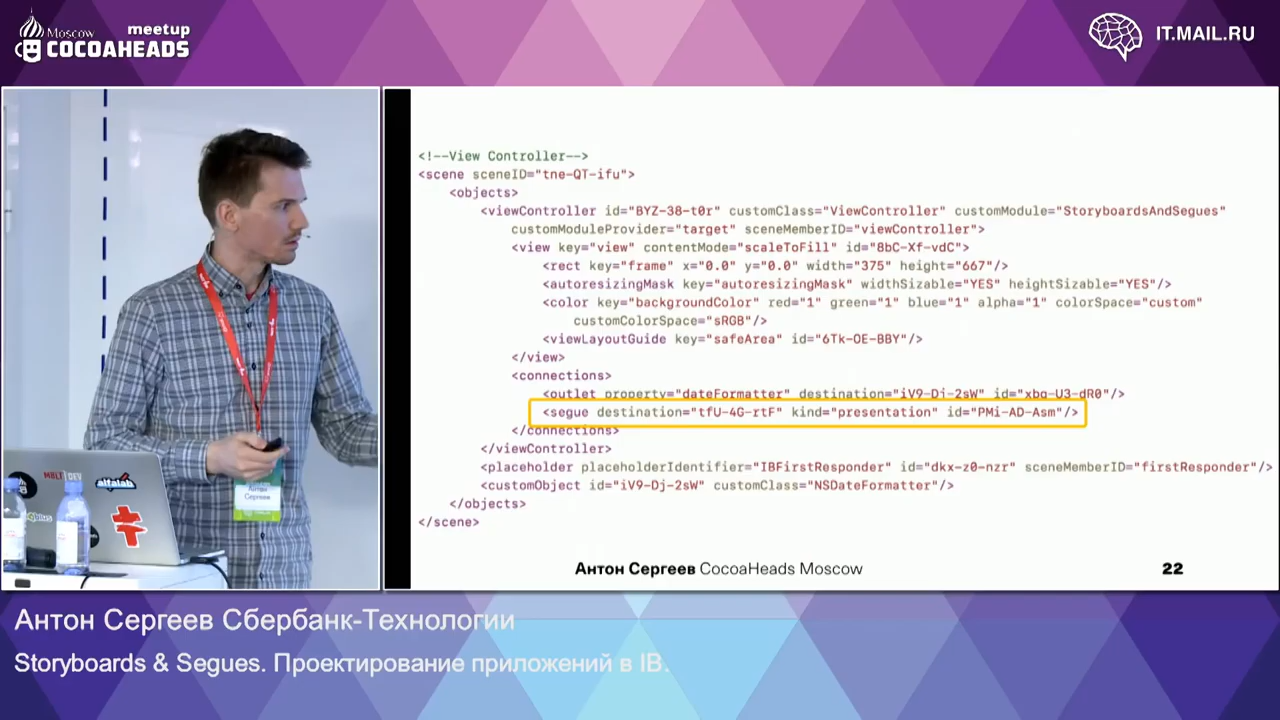 Moscow meetup
COCOAHEADS
IT.MAIL.RU
<!--View Controller-->
<scene sceneID="tne-QT-ifu">
<objects>
<viewController id="BYZ-38-t0r" customClass="ViewController" customModule="StoryboardsAndSegues"
customModuleProvider="target" sceneMemberID="viewController">
<view key="view" contentMode="scaleToFill" id="8bC-Xf-vdC">
<rect key="frame" x="0.0" y="0.0" width="375" height="667"/>
<autoresizingMask key="autoresizingMask" widthSizable="YES" heightSizable="YES"/>
<color key="backgroundColor" red="1" green="1" blue="1" alpha="1" colorSpace="custom"
customColorSpace="sRGB"/>
<viewLayoutGuide key="safeArea" id="6Tk-OE-BBY"/>
</view>
<connections>
<outlet property="dateFormatter" destination="iV9-Dj-2sW" id="xbq-U3-dR0"/>
<segue destination="tfU-4G-rtF" kind="presentation" id="PMi-AD-Asm"/>
</connections>
</viewController>
<placeholder placeholderIdentifier="IBFirstResponder" id="dkx-z0-nzr" sceneMemberID="firstResponder"/>
<customObject id="iV9-Dj-2sW" customClass="NSDateFormatter"/>
</objects>
</scene>
Антон Сергеев CocoaHeads Moscow
22
MBLT DEV
alfalab
Антон
Сергеев
Антон Сергеев Сбербанк-Технологии
Storyboards & Segues. Проектирование приложений в IB.